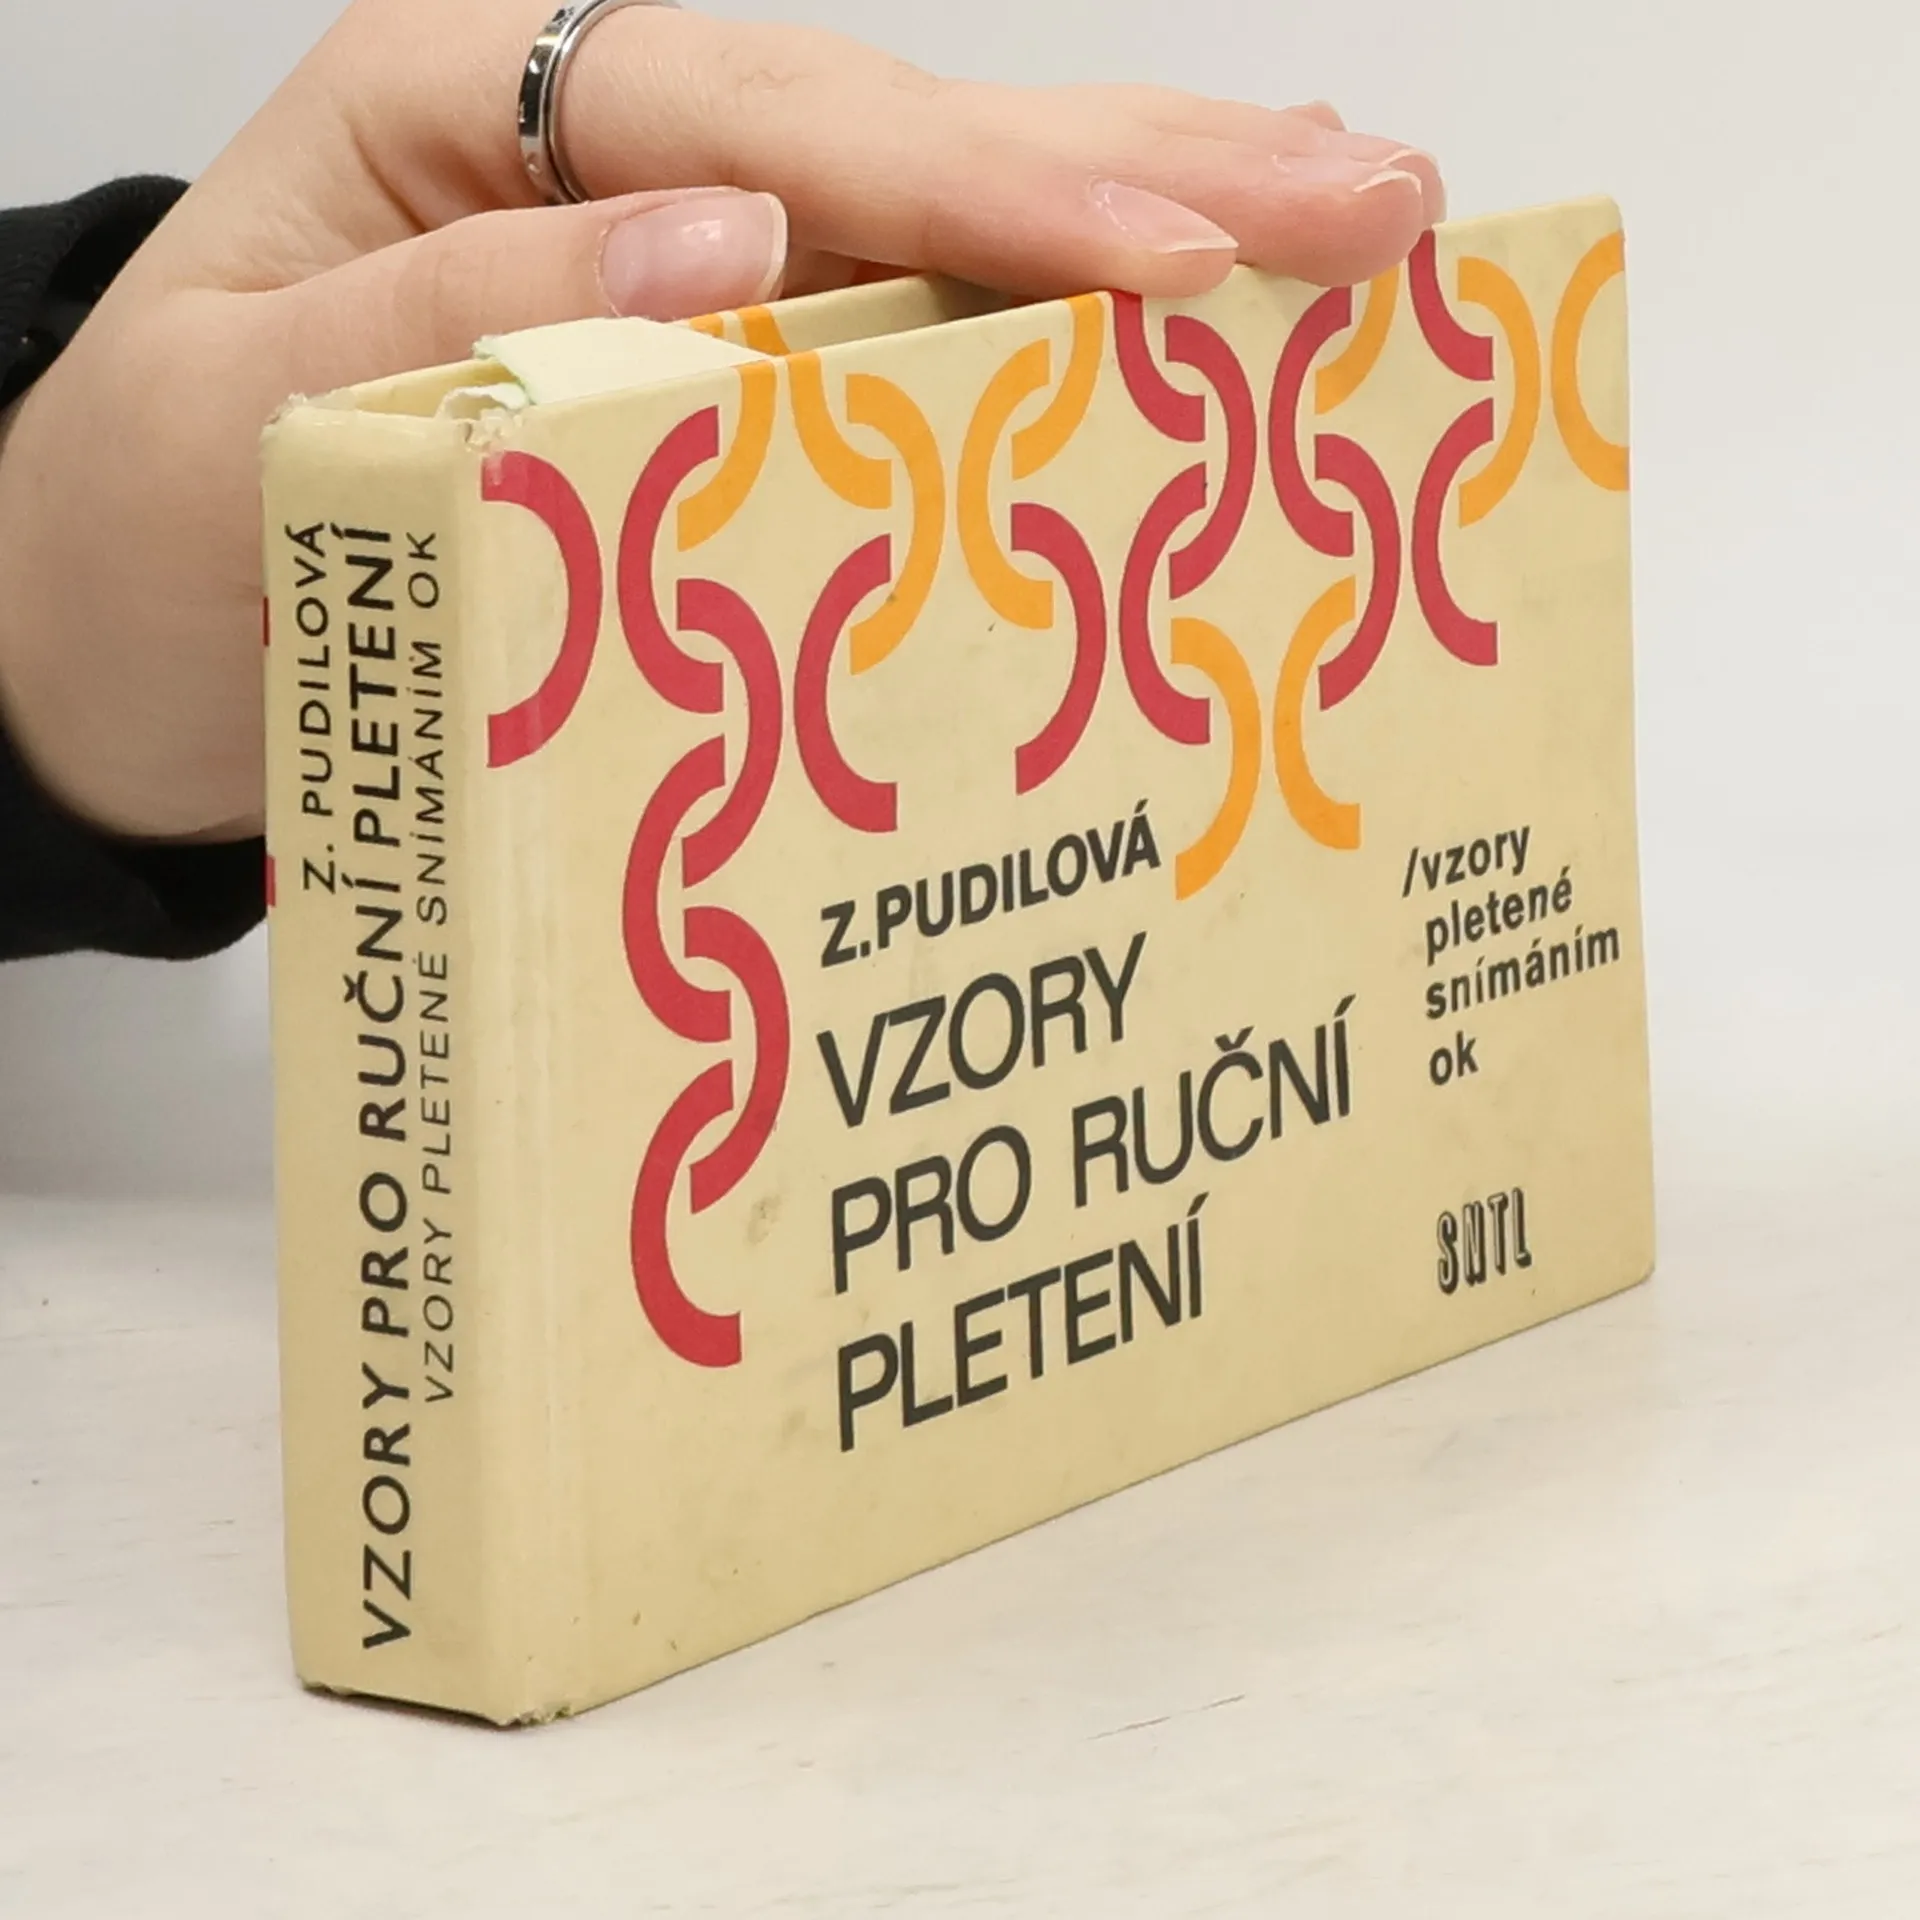 Z. PUDILOVÁ
VZORY PRO RUČNÍ PLETENÍ
VZORY PLETENÉ SNÍMÁNÍM OK
Z.PUDILOVÁ
VZORY
PRO RUČNÍ
PLETENÍ
/vzory
pletené
snímáním
ok
SNTL